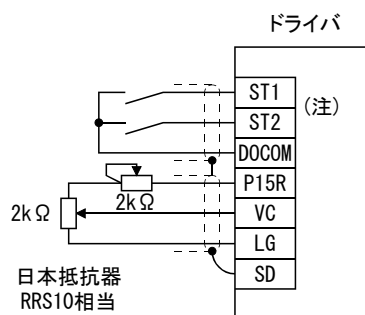 ドライバ
ST1
(注)
ST2
DOCOM
P15R
2kΩ
2kΩ
VC
LG
SD
日本抵抗器
RRS10相当